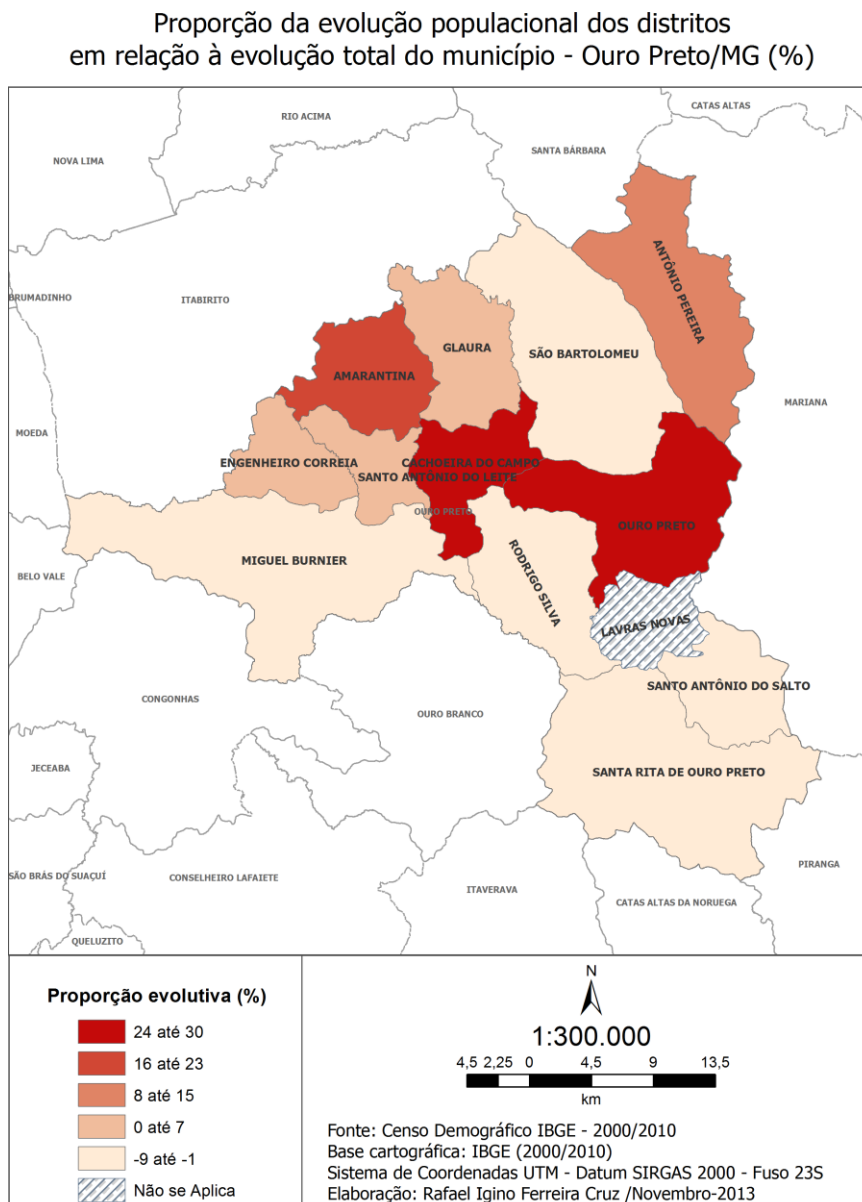 Proporção da evolução populacional dos distritos
em relação à evolução total do município - Ouro Preto/MG (%)
CATAS ALTAS
RIO ACIMA
SANTA BÁRBARA
NOVA LIMA
ANTÔNIO PEREIRA
BRUMADINHO
ITABIRITO
GLAURA
SÃO BARTOLOMEU
AMARANTINA
MARIANA
MOEDA
ENGENHEIRO CORREIA
CACHOEIRA DO CAMPO
SANTO ANTÔNIO DO LEITE
OURO PRETO
OURO PRETO
MIGUEL BURNIER
RODRIGO SILVA
BELO VALE
LAVRAS NOVAS
SANTO ANTÔNIO DO SALTO
CONGONHAS
OURO BRANCO
JECEABA
SANTA RITA DE OURO PRETO
PIRANGA
SÃO BRÁS DO SUAÇUÍ
CONSELHEIRO LAFAIETE
ITAVERAVA
CATAS ALTAS DA NORUEGA
QUELUZITO
Proporção evolutiva (%)
24 até 30
16 até 23
8 até 15
0 até 7
-9 até -1
Não se Aplica
N
1:300.000
4,5 2,25 0 4,5 9 13,5
km
Fonte: Censo Demográfico IBGE - 2000/2010
Base cartográfica: IBGE (2000/2010)
Sistema de Coordenadas UTM - Datum SIRGAS 2000 - Fuso 23S
Elaboração: Rafael Igino Ferreira Cruz /Novembro-2013